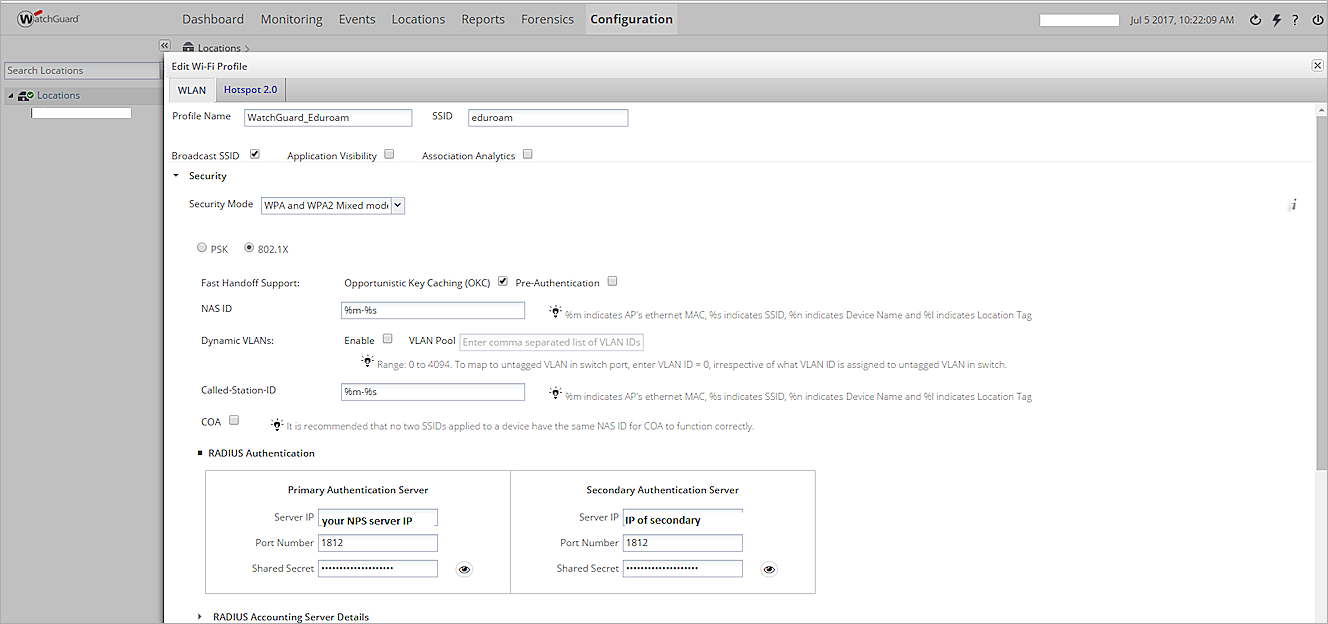 WatchGuard Dashboard Monitoring Events Locations Reports Forensics Configuration Jul 5 2017, 10:22:09 AM ?
Locations
Search Locations
Edit Wi-Fi Profile
WLAN Hotspot 2.0
Locations
Profile Name WatchGuard_Eduroam SSID eduroam
Broadcast SSID Application Visibility Association Analytics
Security
Security Mode WPA and WPA2 Mixed mode
i
PSK 802.1X
Fast Handoff Support: Opportunistic Key Caching (OKC) Pre-Authentication
NAS ID %m-%s %m indicates AP's ethernet MAC, %s indicates SSID, %n indicates Device Name and %l indicates Location Tag
Dynamic VLANs: Enable VLAN Pool Enter comma separated list of VLAN IDs
Range: 0 to 4094. To map to untagged VLAN in switch port, enter VLAN ID = 0, irrespective of what VLAN ID is assigned to untagged VLAN in switch.
Called-Station-ID %m-%s %m indicates AP's ethernet MAC, %s indicates SSID, %n indicates Device Name and %l indicates Location Tag
COA It is recommended that no two SSIDs applied to a device have the same NAS ID for COA to function correctly.
RADIUS Authentication
Primary Authentication Server Secondary Authentication Server
Server IP your NPS server IP Server IP IP of secondary
Port Number 1812 Port Number 1812
Shared Secret •••••••••••••••••••• Shared Secret ••••••••••••••••••••
RADIUS Accounting Server Details